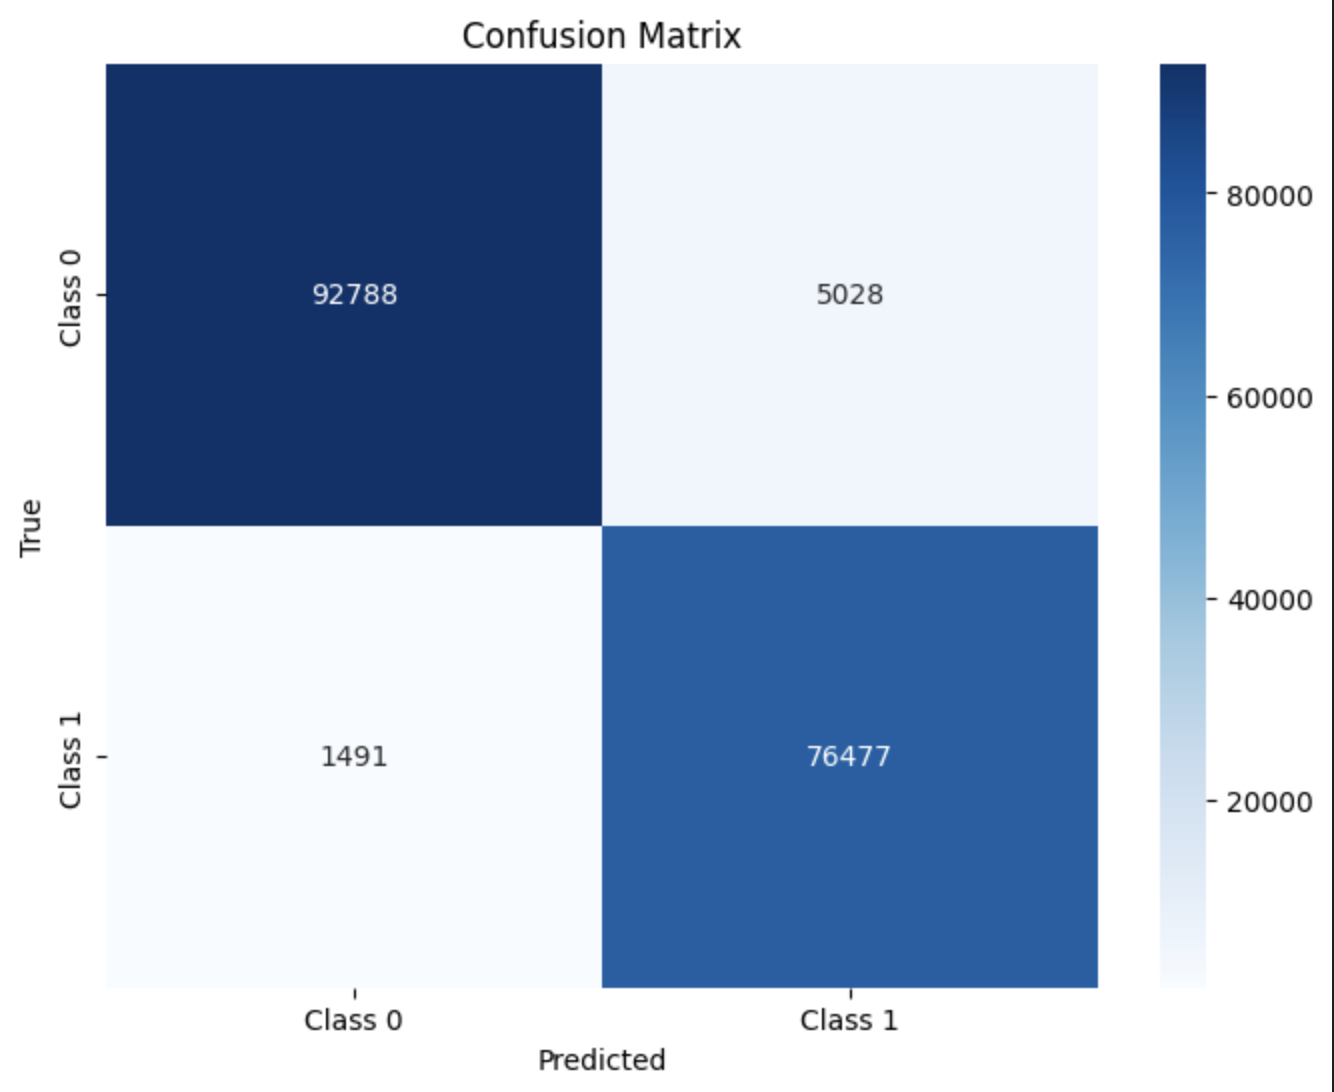 Confusion Matrix
Class 0
92788
5028
80000
60000
True
40000
Class 1
1491
76477
20000
Class 0
Class 1
Predicted